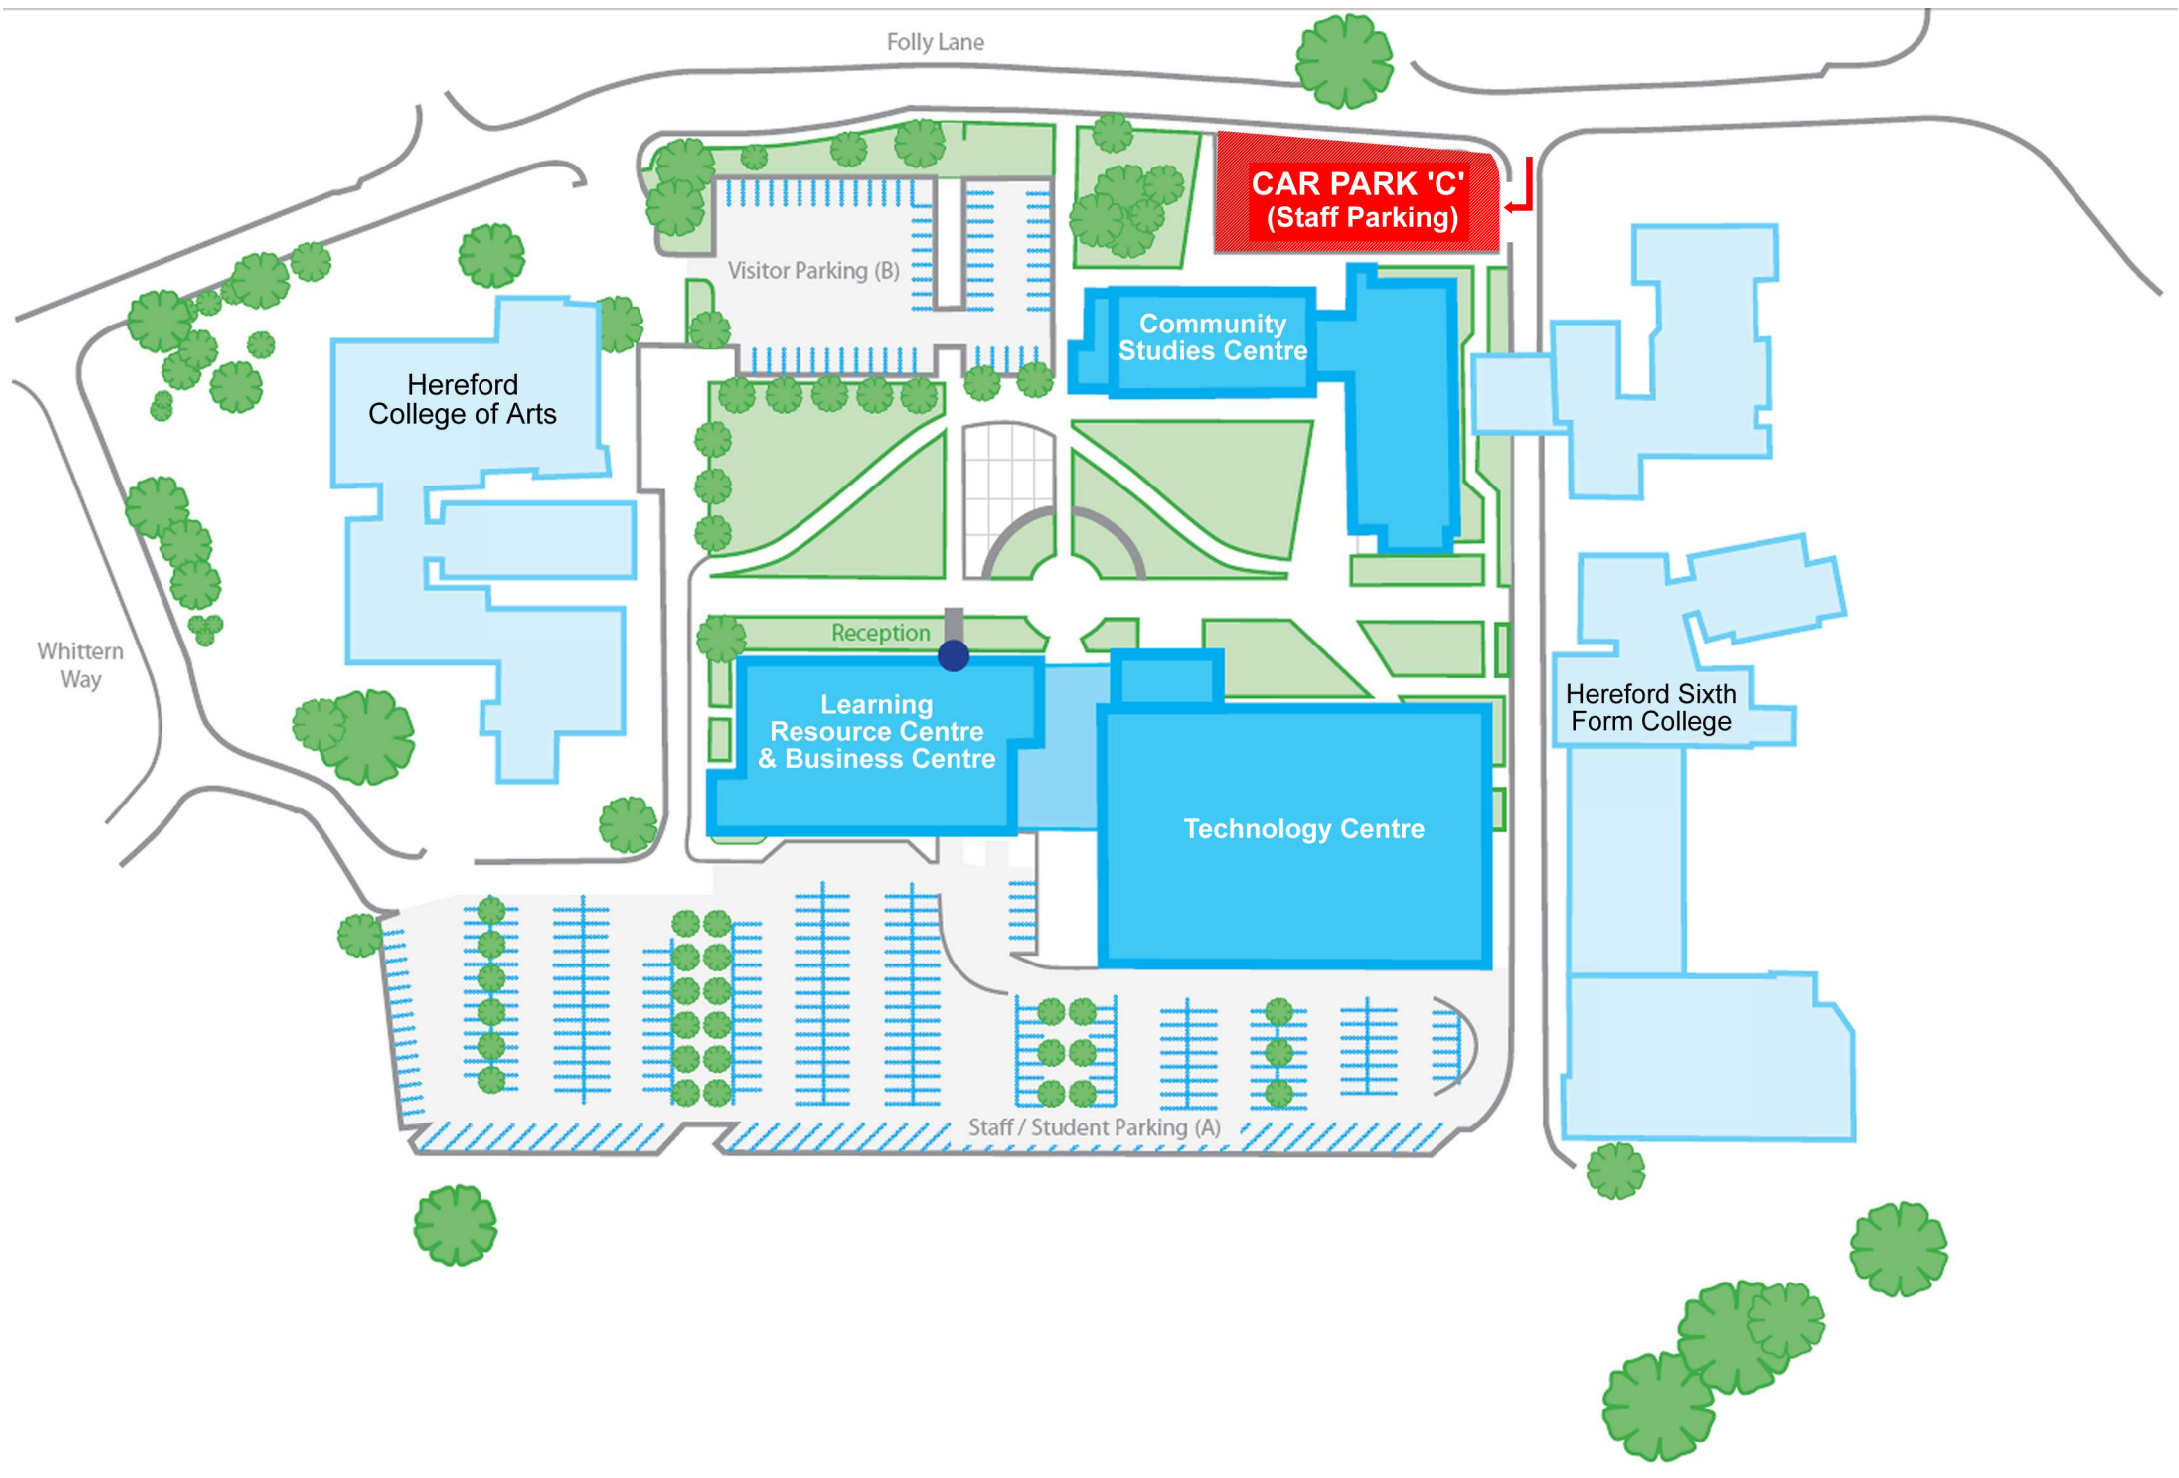 Folly Lane
CAR PARK 'C'
(Staff Parking)
Visitor Parking (B)
Community
Studies Centre
Hereford
College of Arts
Reception
Whittern
Way
Learning
Resource Centre
& Business Centre
Hereford Sixth
Form College
Technology Centre
Staff / Student Parking (A)